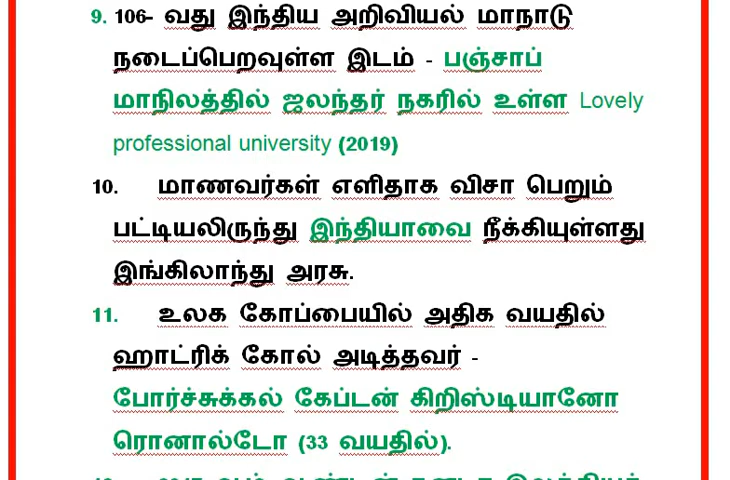 9. 106- வது இந்திய அறிவியல் மாநாடு
நடைப்பெறவுள்ள இடம் - பஞ்சாப்
மாநிலத்தில் ஜலந்தர் நகரில் உள்ள Lovely
professional university (2019)
10. மாணவர்கள் எளிதாக விசா பெறும்
பட்டியலிருந்து இந்தியாவை நீக்கியுள்ளது
இங்கிலாந்து அரசு.
11. உலக கோப்பையில் அதிக வயதில்
ஹாட்ரிக் கோல் அடித்தவர் -
போர்ச்சுக்கல் கேப்டன் கிறிஸ்டியானோ
ரொனால்டோ (33 வயதில்).